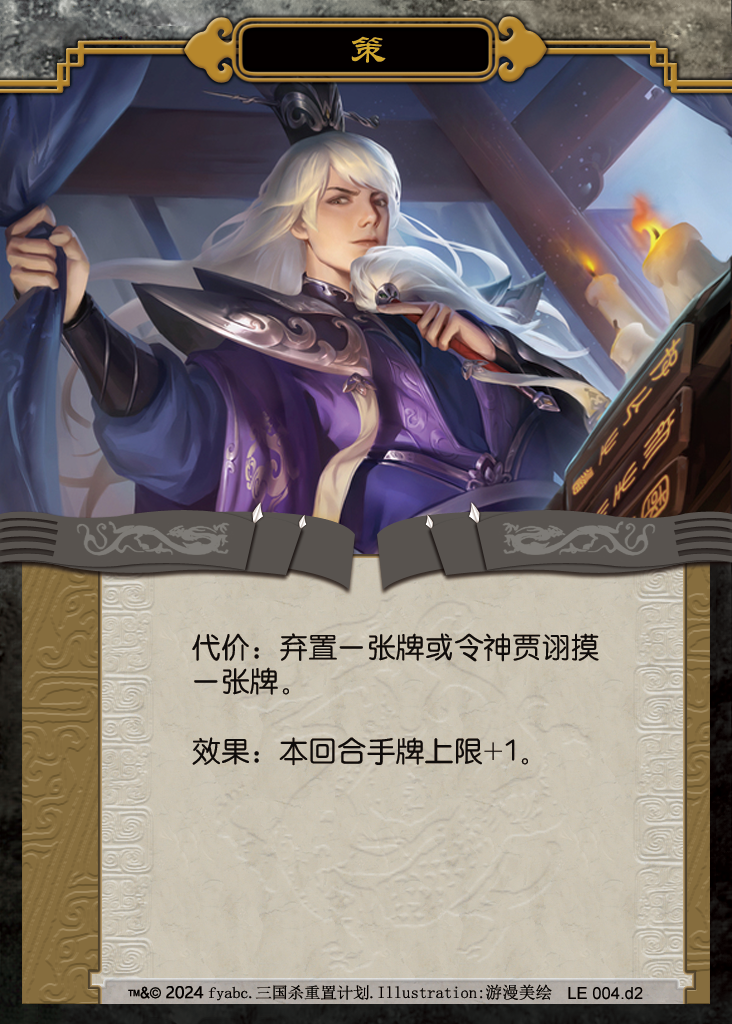 策
代价：弃置一张牌或令神贾诩摸
一张牌。
效果：本回合手牌上限+1。
™&© 2024 fyabc.三国杀重置计划.Illustration:游漫美绘 LE 004.d2